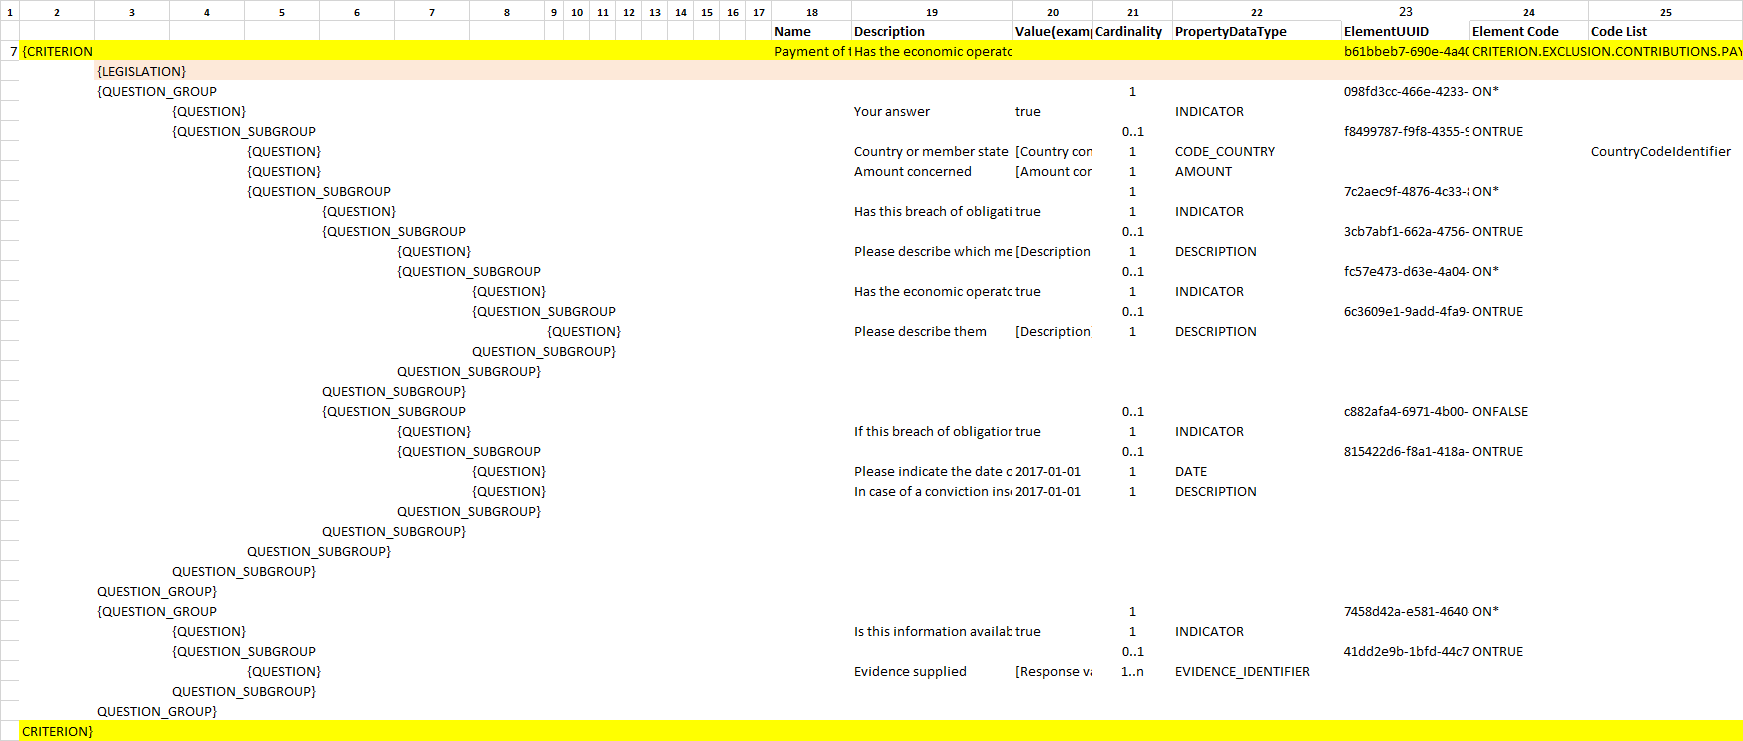 1 2 3 4 5 6 7 8 9 10 11 12 13 14 15 16 17 18 19 20 21 22 23 24 25
Name Description Value(examp Cardinality PropertyDataType ElementUUID Element Code Code List
7 {CRITERION Payment of t Has the economic operato b61bbeb7-690e-4a40 CRITERION.EXCLUSION.CONTRIBUTIONS.PAY
{LEGISLATION}
{QUESTION_GROUP 1 098fd3cc-466e-4233- ON*
{QUESTION} Your answer true INDICATOR
{QUESTION_SUBGROUP 0..1 f8499787-f9f8-4355-9 ONTRUE
{QUESTION} Country or member state [Country con 1 CODE_COUNTRY CountryCodeIdentifier
{QUESTION} Amount concerned [Amount cor 1 AMOUNT
{QUESTION_SUBGROUP 1 7c2aec9f-4876-4c33- ON*
{QUESTION} Has this breach of obligati true 1 INDICATOR
{QUESTION_SUBGROUP 0..1 3cb7abf1-662a-4756- ONTRUE
{QUESTION} Please describe which me [Description 1 DESCRIPTION
{QUESTION_SUBGROUP 0..1 fc57e473-d63e-4a04- ON*
{QUESTION} Has the economic operato true 1 INDICATOR
{QUESTION_SUBGROUP 0..1 6c3609e1-9add-4fa9- ONTRUE
{QUESTION} Please describe them [Description 1 DESCRIPTION
QUESTION_SUBGROUP}
QUESTION_SUBGROUP}
QUESTION_SUBGROUP}
{QUESTION_SUBGROUP 0..1 c882afa4-6971-4b00- ONFALSE
{QUESTION} If this breach of obligation true 1 INDICATOR
{QUESTION_SUBGROUP 0..1 815422d6-f8a1-418a- ONTRUE
{QUESTION} Please indicate the date c 2017-01-01 1 DATE
{QUESTION} In case of a conviction ins 2017-01-01 1 DESCRIPTION
QUESTION_SUBGROUP}
QUESTION_SUBGROUP}
QUESTION_SUBGROUP}
QUESTION_SUBGROUP}
QUESTION_GROUP}
{QUESTION_GROUP 1 7458d42a-e581-4640 ON*
{QUESTION} Is this information availab true 1 INDICATOR
{QUESTION_SUBGROUP 0..1 41dd2e9b-1bfd-44c7 ONTRUE
{QUESTION} Evidence supplied [Response va 1..n EVIDENCE_IDENTIFIER
QUESTION_SUBGROUP}
QUESTION_GROUP}
CRITERION}